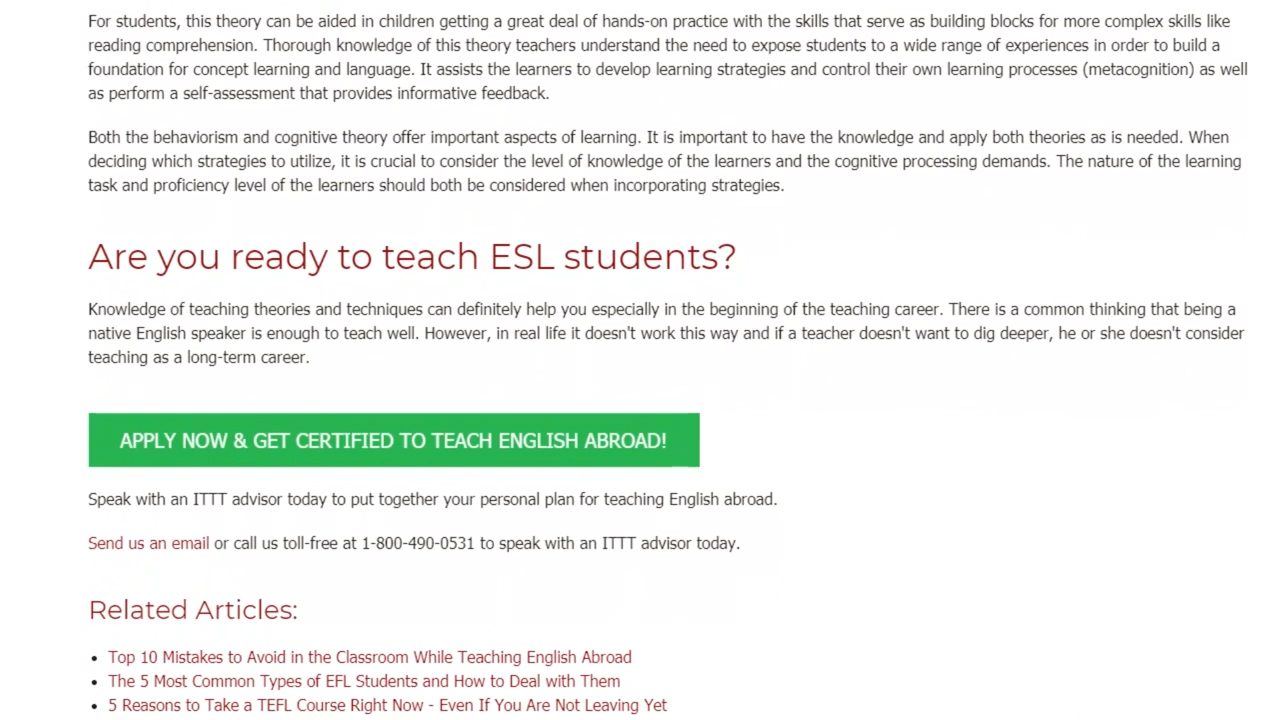 For students, this theory can be aided in children getting a great deal of hands-on practice with the skills that serve as building blocks for more complex skills like
reading comprehension. Thorough knowledge of this theory teachers understand the need to expose students to a wide range of experiences in order to build a
foundation for concept learning and language. It assists the learners to develop learning strategies and control their own learning processes (metacognition) as well
as perform a self-assessment that provides informative feedback.
Both the behaviorism and cognitive theory offer important aspects of learning. It is important to have the knowledge and apply both theories as is needed. When
deciding which strategies to utilize, it is crucial to consider the level of knowledge of the learners and the cognitive processing demands. The nature of the learning
task and proficiency level of the learners should both be considered when incorporating strategies.
Are you ready to teach ESL students?
Knowledge of teaching theories and techniques can definitely help you especially in the beginning of the teaching career. There is a common thinking that being a
native English speaker is enough to teach well. However, in real life it doesn't work this way and if a teacher doesn't want to dig deeper, he or she doesn't consider
teaching as a long-term career.
APPLY NOW & GET CERTIFIED TO TEACH ENGLISH ABROAD!
Speak with an ITTT advisor today to put together your personal plan for teaching English abroad.
Send us an email or call us toll-free at 1-800-490-0531 to speak with an ITTT advisor today.
Related Articles:
• Top 10 Mistakes to Avoid in the Classroom While Teaching English Abroad
• The 5 Most Common Types of EFL Students and How to Deal with Them
• 5 Reasons to Take a TEFL Course Right Now - Even If You Are Not Leaving Yet